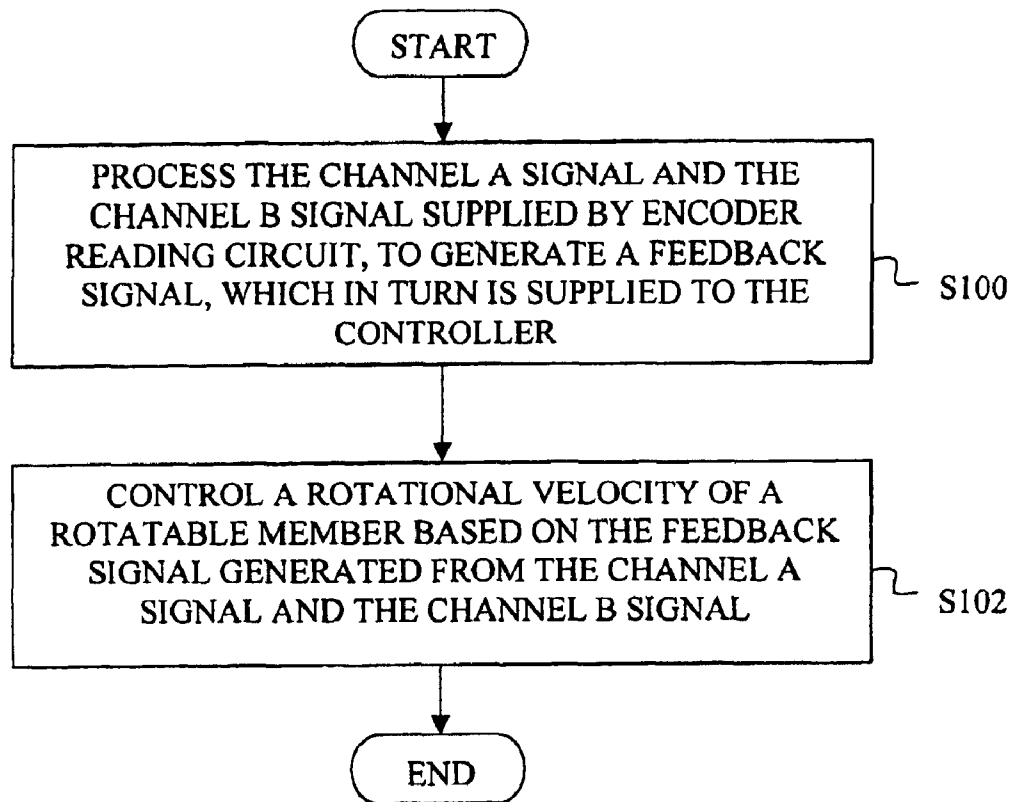 START
PROCESS THE CHANNEL A SIGNAL AND THE
CHANNEL B SIGNAL SUPPLIED BY ENCODER
READING CIRCUIT, TO GENERATE A FEEDBACK
SIGNAL, WHICH IN TURN IS SUPPLIED TO THE
CONTROLLER
S100
CONTROL A ROTATIONAL VELOCITY OF A
ROTATABLE MEMBER BASED ON THE FEEDBACK
SIGNAL GENERATED FROM THE CHANNEL A
SIGNAL AND THE CHANNEL B SIGNAL
S102
END